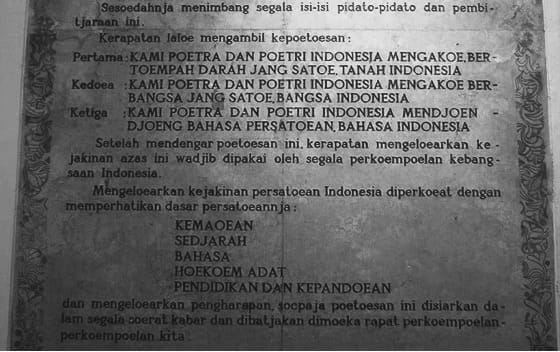 Sesoedahnja menimbang segala isi-isi pidato-pidato dan pembi-
tjaraan ini.
Kerapatan laloe mengambil kepoetoesan:
Pertama: KAMI POETRA DAN POETRI INDONESIA MENGAKOE, BER-
TOEMPAH DARAH JANG SATOE, TANAH INDONESIA
Kedoea : KAMI POETRA DAN POETRI INDONESIA MENGAKOE BER-
BANGSA JANG SATOE, BANGSA INDONESIA
Ketiga : KAMI POETRA DAN POETRI INDONESIA MENDJOEN -
DJOENG BAHASA PERSATOEAN, BAHASA INDONESIA
Setelah mendengar poetoesan ini, kerapatan mengeloearkan ke-
jakinan azas ini wadjib dipakai oleh segala perkoempoelan kebang-
saan Indonesia.
Mengeloearkan kejakinan persatoean Indonesia diperkoeat dengan
memperhatikan dasar persatoeannja:
KEMAOEAN
SEDJARAH
BAHASA
HOEKOEM ADAT
PENDIDIKAN DAN KEPANDOEAN
dan mengeloearkan pengharapan, soepaja poetoesan ini disiarkan da-
lam segala soerat kabar dan dibatjakan dimoeka rapat perkoempoelan-
perkoempoelan kita